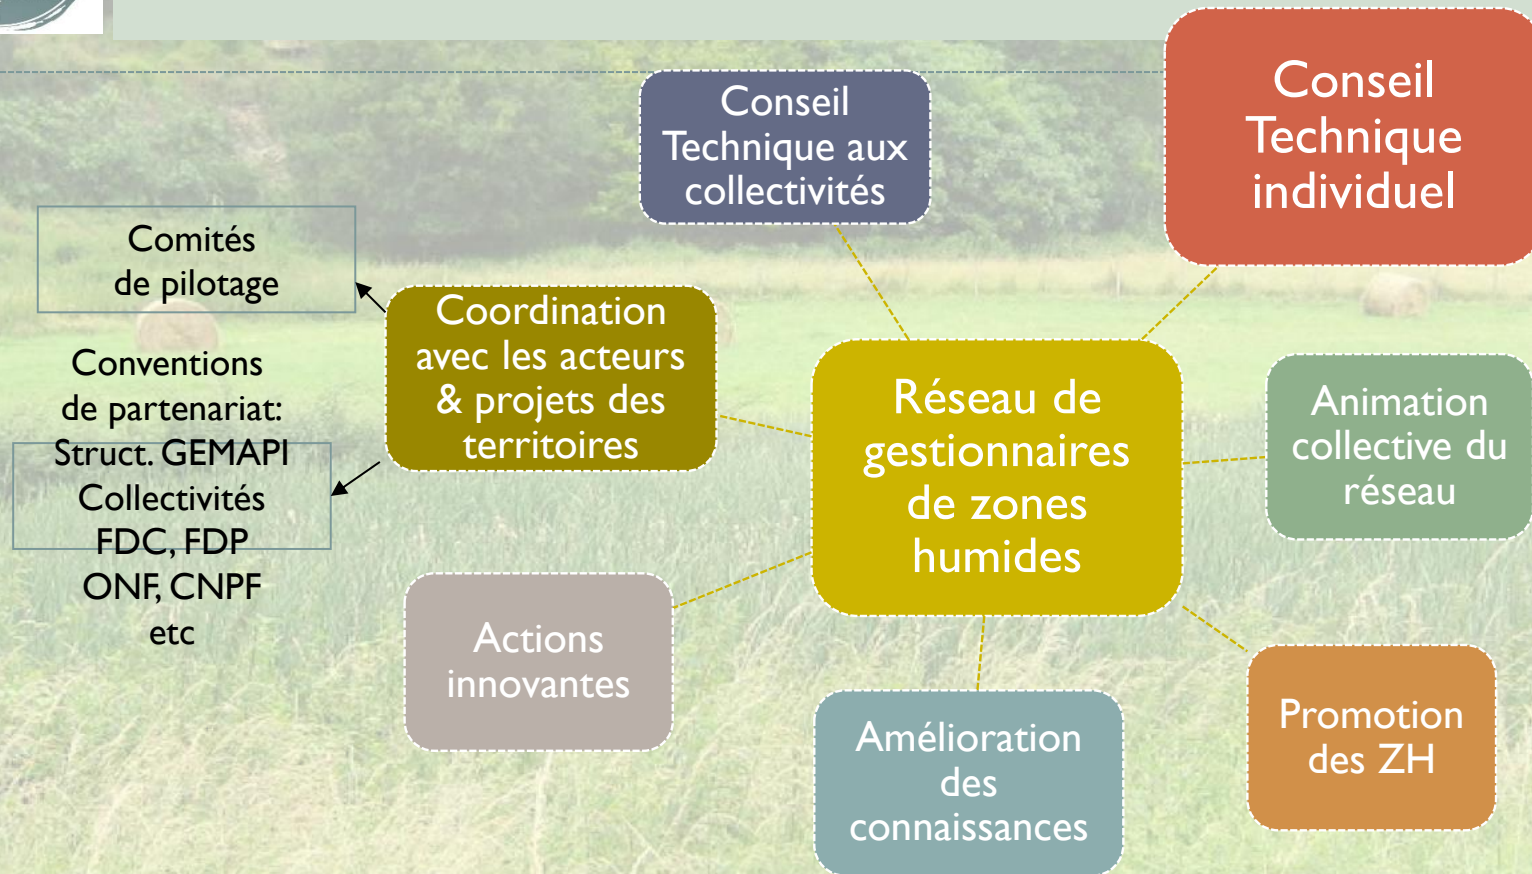 Conseil
Technique aux
collectivités
Conseil
Technique
individuel
Comités
de pilotage
Coordination
avec les acteurs
& projets des
territoires
Conventions
de partenariat:
Struct. GEMAPI
Collectivités
FDC, FDP
ONF, CNPF
etc
Réseau de
gestionnaires
de zones
humides
Animation
collective du
réseau
Actions
innovantes
Amélioration
des
connaissances
Promotion
des ZH